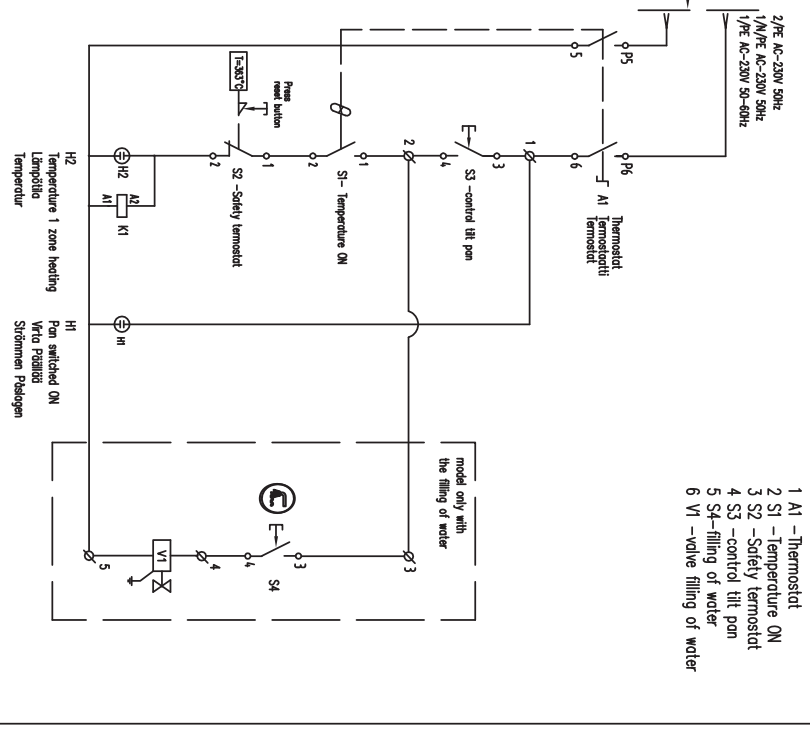 2/PE AC-230V 50Hz
1/N/PE AC-230V 50Hz
1/PE AC-230V 50-60Hz
1 A1 -Thermostat
2 S1 -Temperature ON
3 S2 -Safety termostat
4 S3 -control tilt pan
5 S4-filling of water
6 V1 -valve filling of water
P5
P6
5
6
A1
Thermostat
Termostaatti
Termostat
1
3
S3 -control tilt pan
4
2
1
S1- Temperature ON
2
θ
1
S2 -Safety termostat
2
Press
reset button
T=363°C
H2
A2
A1
K1
H1
model only with
the filling of water
3
3
S4
4
4
V1
5
H2
Temperature 1 zone heating
Lämpötila
Temperatur
H1
Pan switched ON
Virta Päällää
Strömmen Påslagen